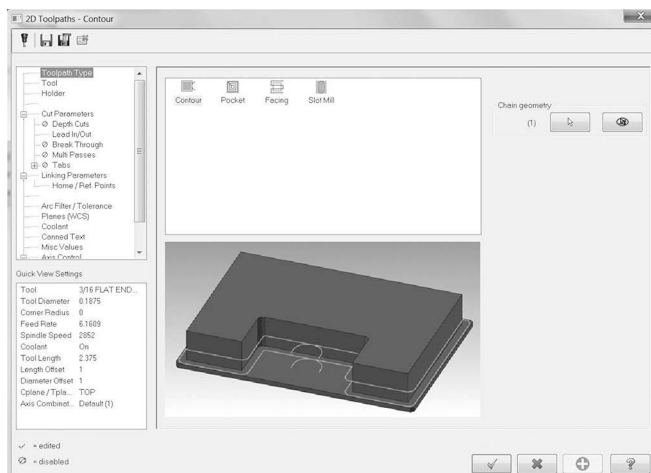 2D Toolpaths - Contour
Toolpath Type
Tool
Holder
Cut Parameters
Depth Cuts
Lead In/Out
Break Through
Multi Passes
Tabs
Linking Parameters
Home / Ref. Points
Arc Filter / Tolerance
Planes (WCS)
Coolant
Canned Text
Misc Values
Axis Control
Contour Pocket Facing Slot Mill
Chain geometry
(1)
Quick View Settings
Tool 3/16 FLAT END...
Tool Diameter 0.1875
Corner Radius 0
Feed Rate 6.1609
Spindle Speed 2852
Coolant On
Tool Length 2.375
Length Offset 1
Diameter Offset 1
Cplane / Tpla... TOP
Axis Combinat... Default (1)
✓ = edited
⊘ = disabled